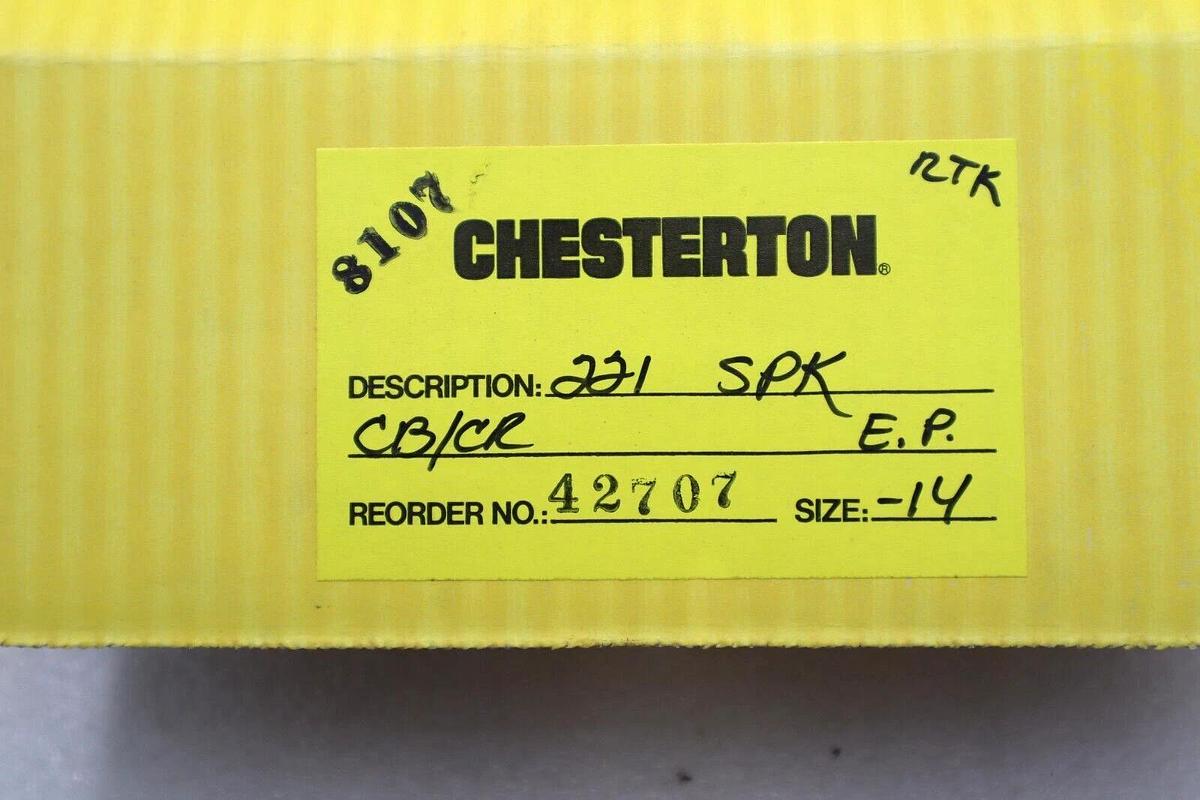 8107
RTK
CHESTERTON®
DESCRIPTION: 221 SPK
CB/CR E.P.
REORDER NO.: 42707 SIZE: -14